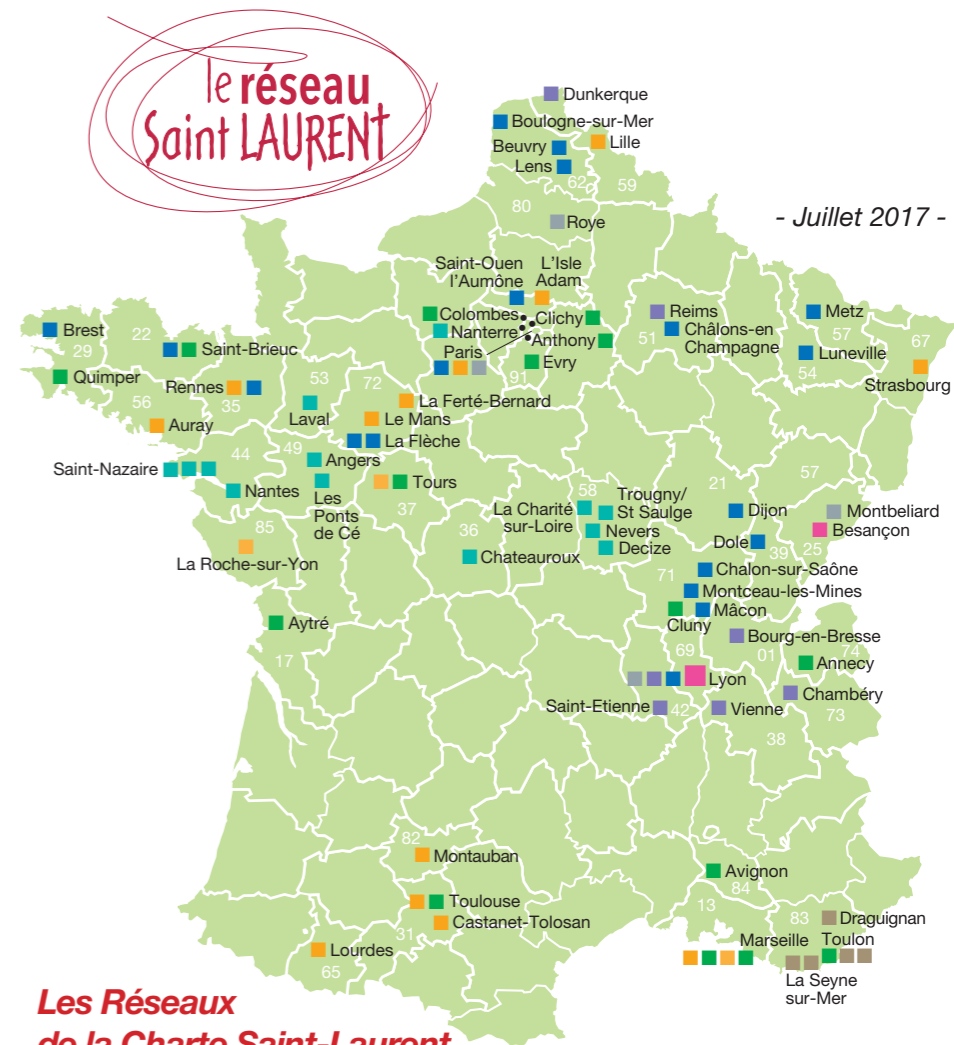 le réseau
Saint LAURENT
- Juillet 2017 -
Dunkerque
Boulogne-sur-Mer
Beuvry
Lille
Lens
62
59
80
Roye
Saint-Ouen
l'Aumône
L'Isle
Adam
Colombes
Clichy
Nanterre
Anthony
Paris
Evry
91
Reims
51
Châlons-en
Champagne
Metz
57
Luneville
54
67
Strasbourg
Brest
22
29
Saint-Brieuc
Quimper
Rennes
35
56
Auray
53
Laval
72
La Ferté-Bernard
Le Mans
La Flèche
Saint-Nazaire
44
49
Angers
Nantes
Les
Ponts
de Cé
Tours
37
85
La Roche-sur-Yon
36
Chateauroux
58
La Charité
sur-Loire
Trougny/
St Saulge
Nevers
Decize
21
57
Dijon
Montbeliard
Besançon
Dole
39
25
71
Chalon-sur-Saône
Montceau-les-Mines
Mâcon
Cluny
Aytré
17
69
Bourg-en-Bresse
01
74
Annecy
Lyon
Chambéry
Saint-Etienne
42
Vienne
73
38
82
Montauban
Avignon
84
Toulouse
13
83
Draguignan
Castanet-Tolosan
31
Lourdes
65
Marseille
Toulon
La Seyne
sur-Mer
Les Réseaux
de la Charte Saint-Laurent